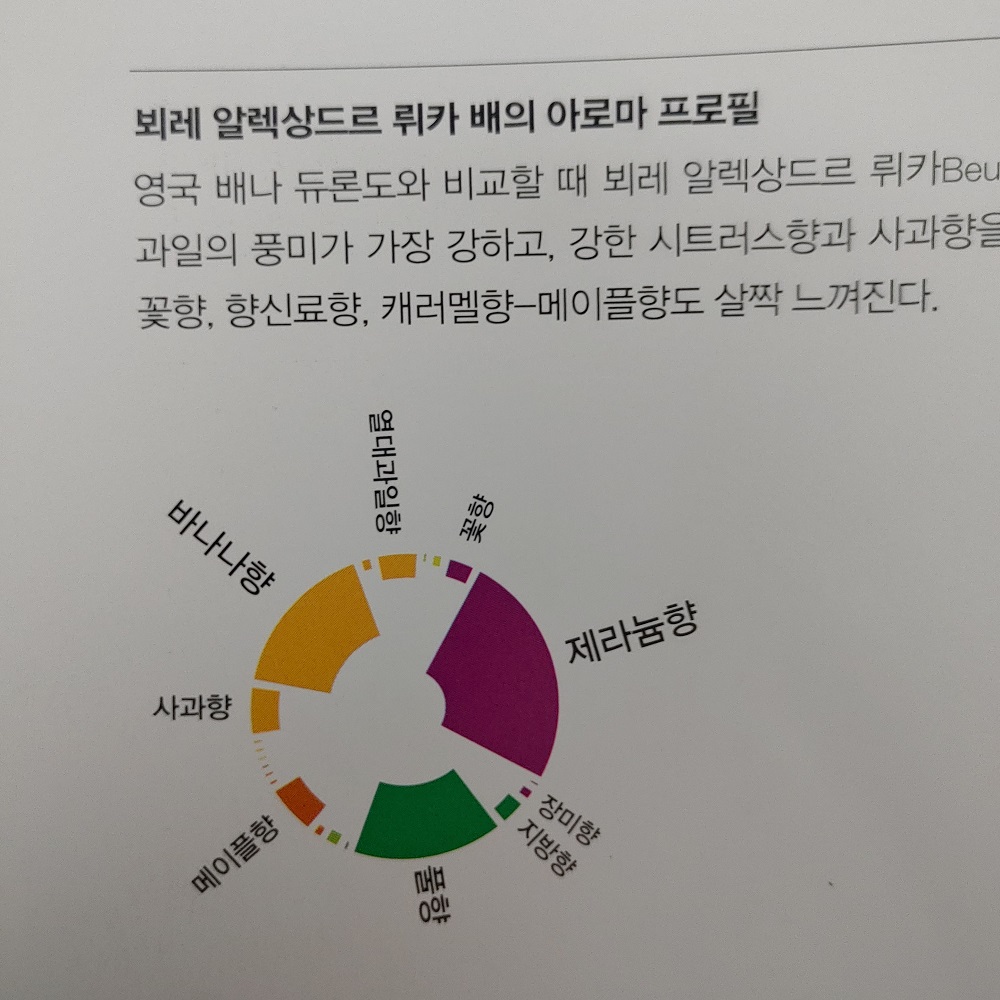 뵈레 알렉상드르 뤼카 배의 아로마 프로필
영국 배나 듀론도와 비교할 때 뵈레 알렉상드르 뤼카Beu
과일의 풍미가 가장 강하고, 강한 시트러스향과 사과향을
꽃향, 향신료향, 캐러멜향–메이플향도 살짝 느껴진다.
열대과일향
꽃향
바나나향
제라늄향
사과향
장미향
지방향
메이플향
풀향